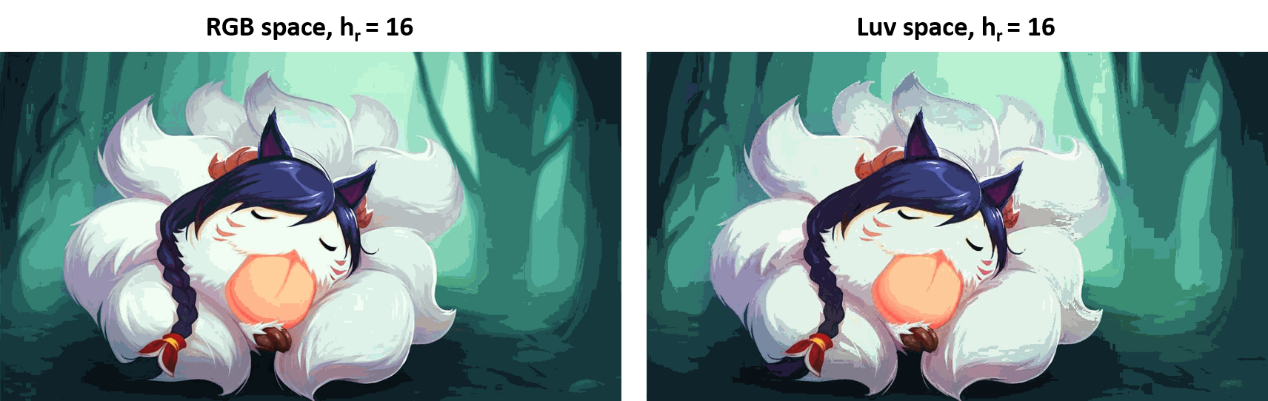 RGB space, hr = 16
Luv space, hr = 16